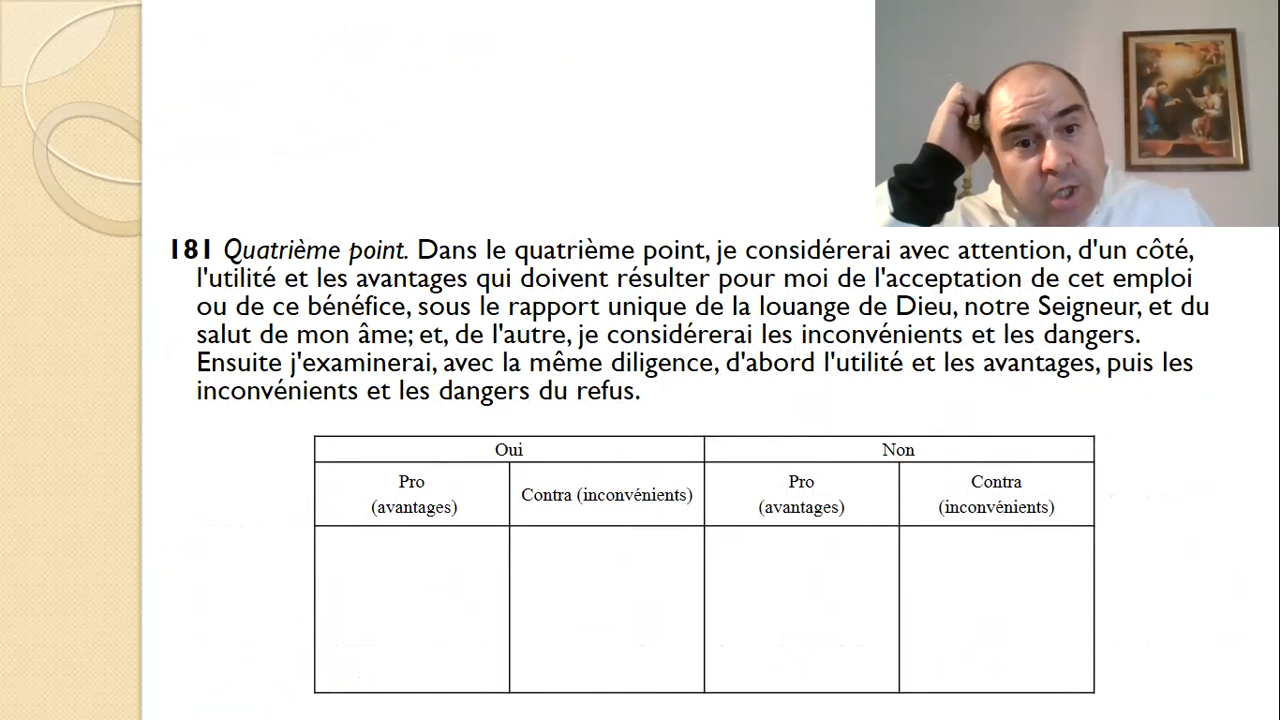 181 Quatrième point. Dans le quatrième point, je considérerai avec attention, d'un côté,
l'utilité et les avantages qui doivent résulter pour moi de l'acceptation de cet emploi
ou de ce bénéfice, sous le rapport unique de la louange de Dieu, notre Seigneur, et du
salut de mon âme; et, de l'autre, je considérerai les inconvénients et les dangers.
Ensuite j'examinerai, avec la même diligence, d'abord l'utilité et les avantages, puis les
inconvénients et les dangers du refus.
Oui
Non
Pro
(avantages)
Contra (inconvénients)
Pro
(avantages)
Contra
(inconvénients)